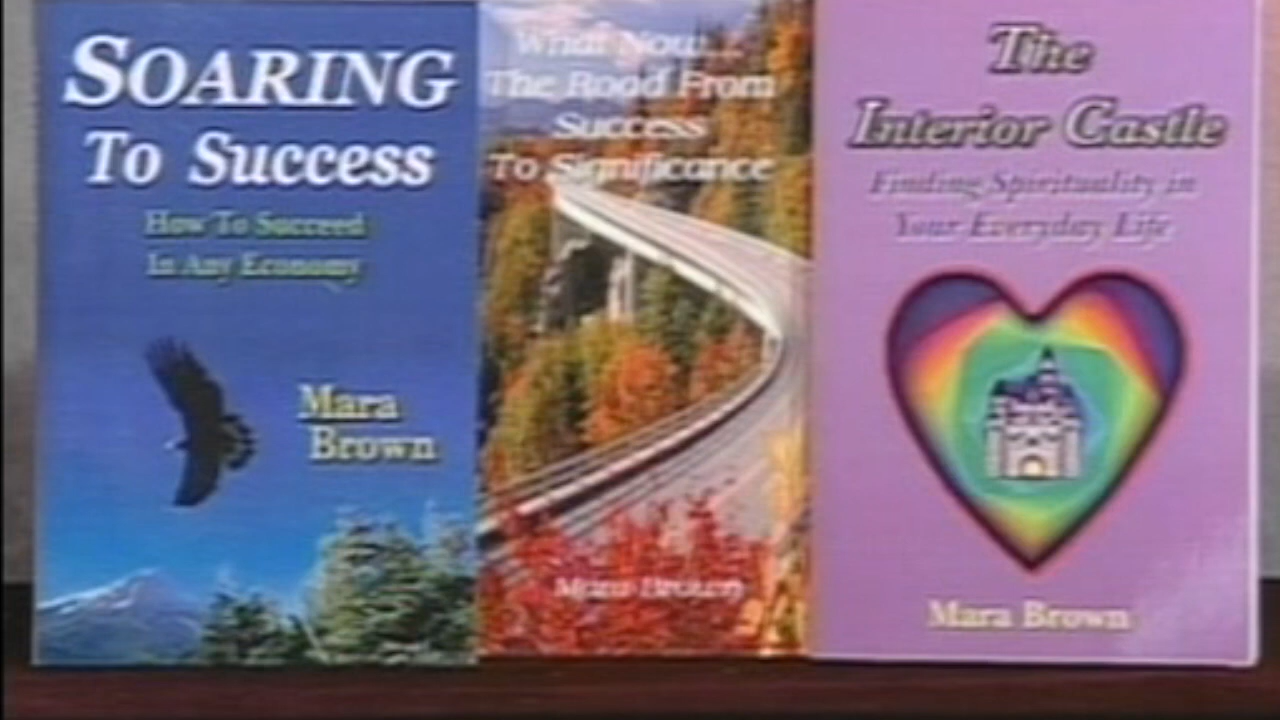 SOARING
To Success
How To Succeed
In Any Economy
Mara
Brown
What Now...
The Road From
Success
To Significance
Mara Brown
The
Interior Castle
Finding Spirituality in
Your Everyday Life
Mara Brown